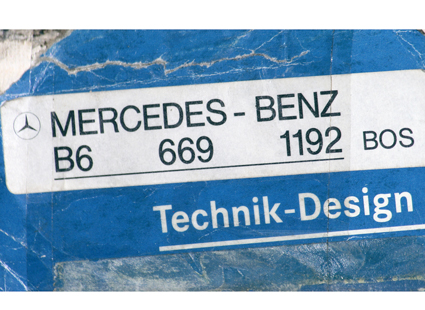 MERCEDES - BENZ
B6 669 1192 BOS
Technik-Design